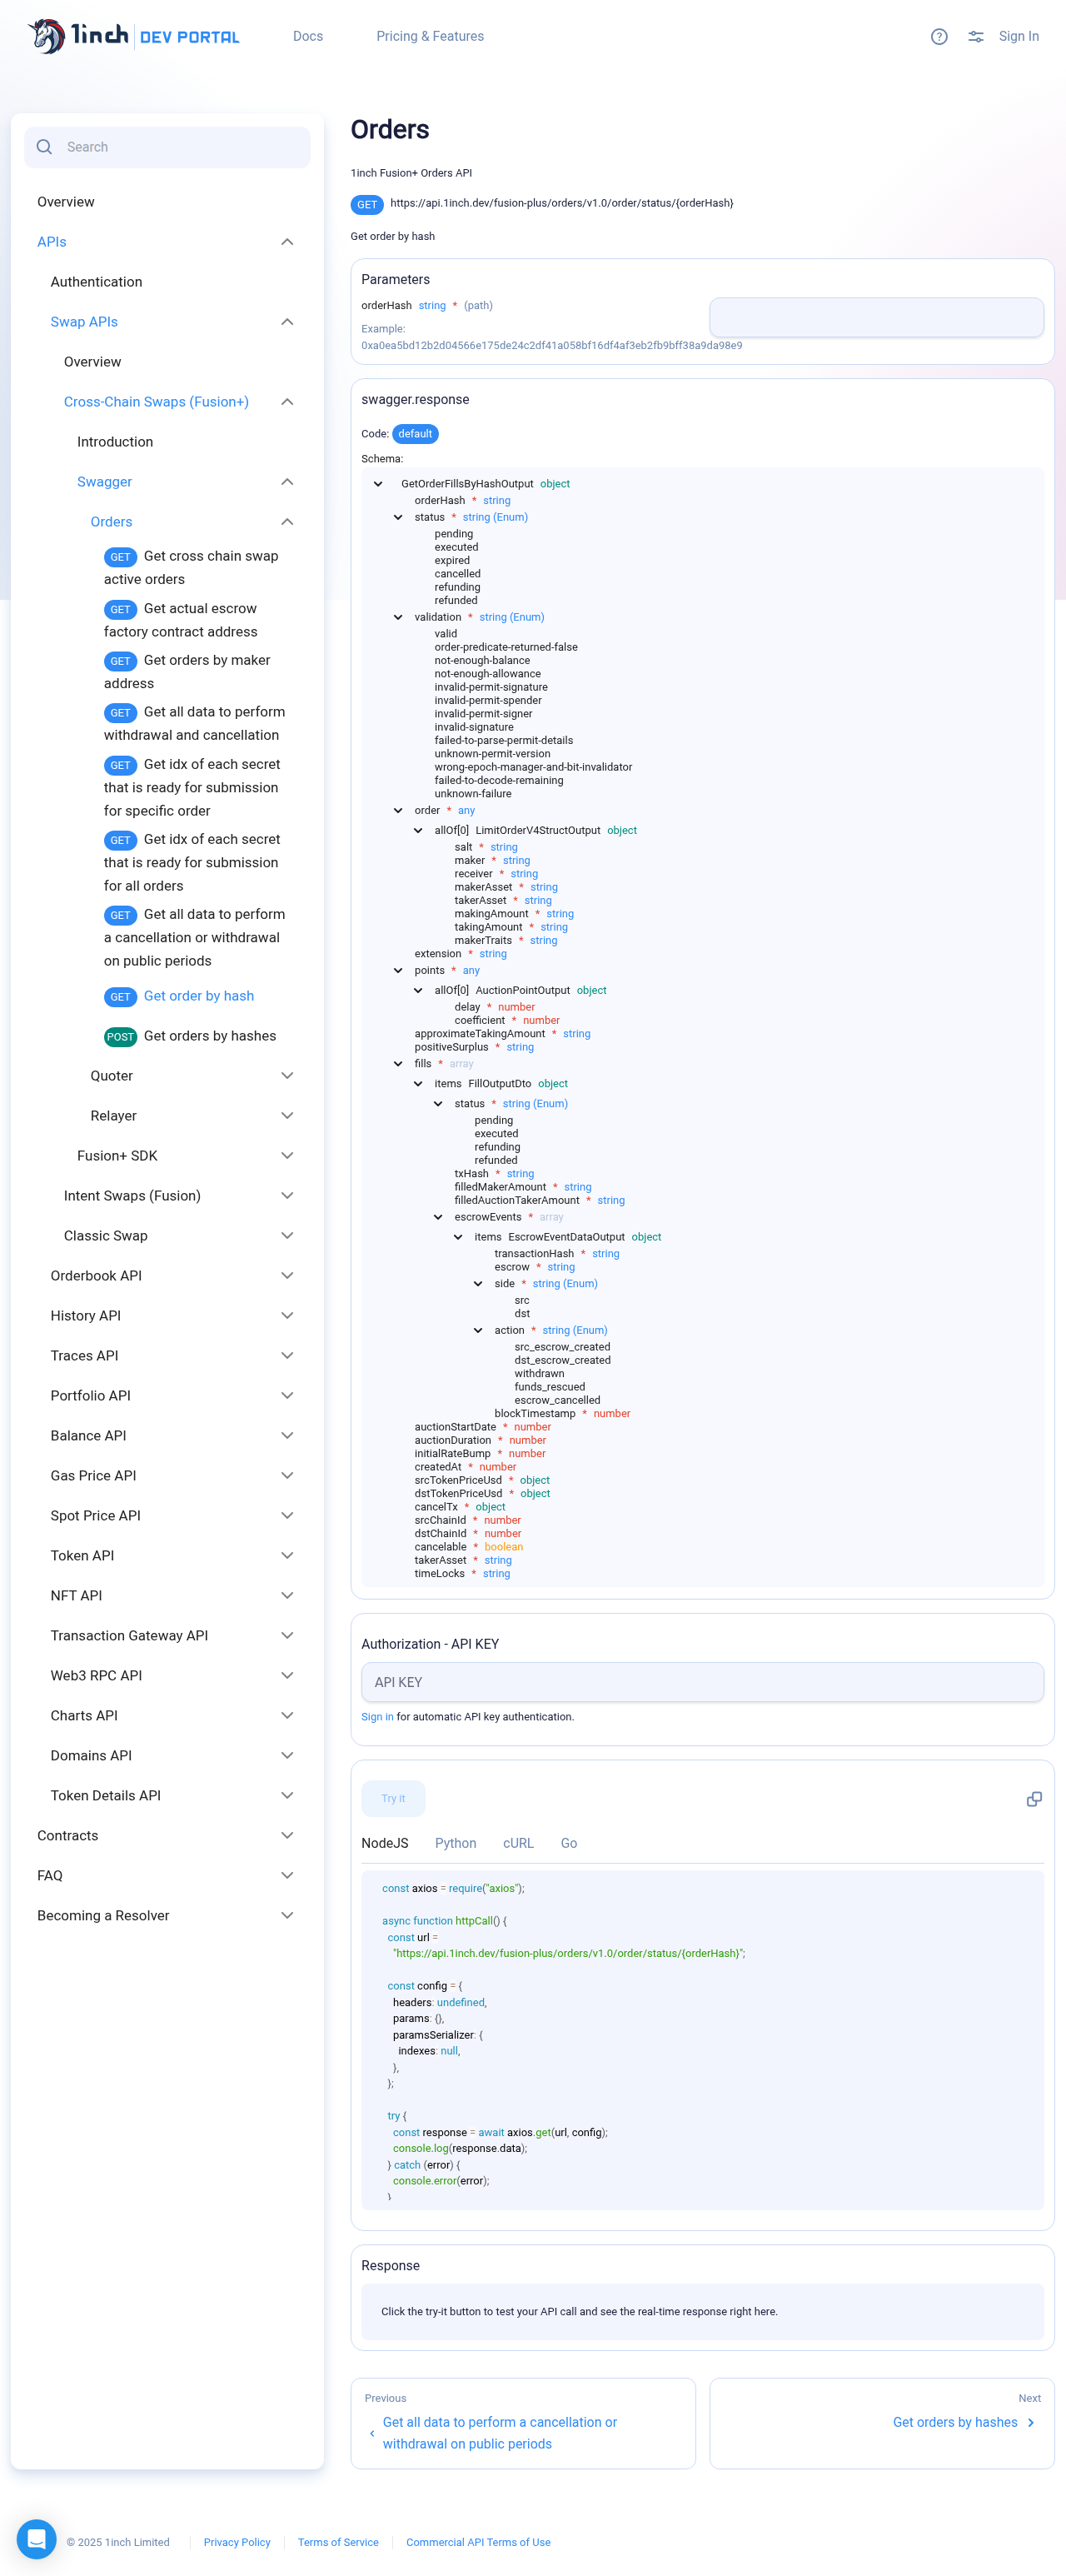 1inch DEV PORTAL
Docs
Pricing & Features
Sign In
Search
Overview
APIs
Authentication
Swap APIs
Overview
Cross-Chain Swaps (Fusion+)
Introduction
Swagger
Orders
GET Get cross chain swap
active orders
GET Get actual escrow
factory contract address
GET Get orders by maker
address
GET Get all data to perform
withdrawal and cancellation
GET Get idx of each secret
that is ready for submission
for specific order
GET Get idx of each secret
that is ready for submission
for all orders
GET Get all data to perform
a cancellation or withdrawal
on public periods
GET Get order by hash
POST Get orders by hashes
Quoter
Relayer
Fusion+ SDK
Intent Swaps (Fusion)
Classic Swap
Orderbook API
History API
Traces API
Portfolio API
Balance API
Gas Price API
Spot Price API
Token API
NFT API
Transaction Gateway API
Web3 RPC API
Charts API
Domains API
Token Details API
Contracts
FAQ
Becoming a Resolver
Orders
1inch Fusion+ Orders API
GET https://api.1inch.dev/fusion-plus/orders/v1.0/order/status/{orderHash}
Get order by hash
Parameters
orderHash string * (path)
Example:
0xa0ea5bd12b2d04566e175de24c2df41a058bf16df4af3eb2fb9bff38a9da98e9
swagger.response
Code: default
Schema:
GetOrderFillsByHashOutput object
orderHash * string
status * string (Enum)
pending
executed
expired
cancelled
refunding
refunded
validation * string (Enum)
valid
order-predicate-returned-false
not-enough-balance
not-enough-allowance
invalid-permit-signature
invalid-permit-spender
invalid-permit-signer
invalid-signature
failed-to-parse-permit-details
unknown-permit-version
wrong-epoch-manager-and-bit-invalidator
failed-to-decode-remaining
unknown-failure
order * any
allOf[0] LimitOrderV4StructOutput object
salt * string
maker * string
receiver * string
makerAsset * string
takerAsset * string
makingAmount * string
takingAmount * string
makerTraits * string
extension * string
points * any
allOf[0] AuctionPointOutput object
delay * number
coefficient * number
approximateTakingAmount * string
positiveSurplus * string
fills * array
items FillOutputDto object
status * string (Enum)
pending
executed
refunding
refunded
txHash * string
filledMakerAmount * string
filledAuctionTakerAmount * string
escrowEvents * array
items EscrowEventDataOutput object
transactionHash * string
escrow * string
side * string (Enum)
src
dst
action * string (Enum)
src_escrow_created
dst_escrow_created
withdrawn
funds_rescued
escrow_cancelled
blockTimestamp * number
auctionStartDate * number
auctionDuration * number
initialRateBump * number
createdAt * number
srcTokenPriceUsd * object
dstTokenPriceUsd * object
cancelTx * object
srcChainId * number
dstChainId * number
cancelable * boolean
takerAsset * string
timeLocks * string
Authorization - API KEY
API KEY
Sign in for automatic API key authentication.
Try it
NodeJS Python cURL Go
const axios = require("axios");
async function httpCall() {
const url =
"https://api.1inch.dev/fusion-plus/orders/v1.0/order/status/{orderHash}";
const config = {
headers: undefined,
params: {},
paramsSerializer: {
indexes: null,
},
};
try {
const response = await axios.get(url, config);
console.log(response.data);
} catch (error) {
console.error(error);
}
Response
Click the try-it button to test your API call and see the real-time response right here.
Previous
Get all data to perform a cancellation or
withdrawal on public periods
Next
Get orders by hashes
© 2025 1inch Limited
Privacy Policy
Terms of Service
Commercial API Terms of Use